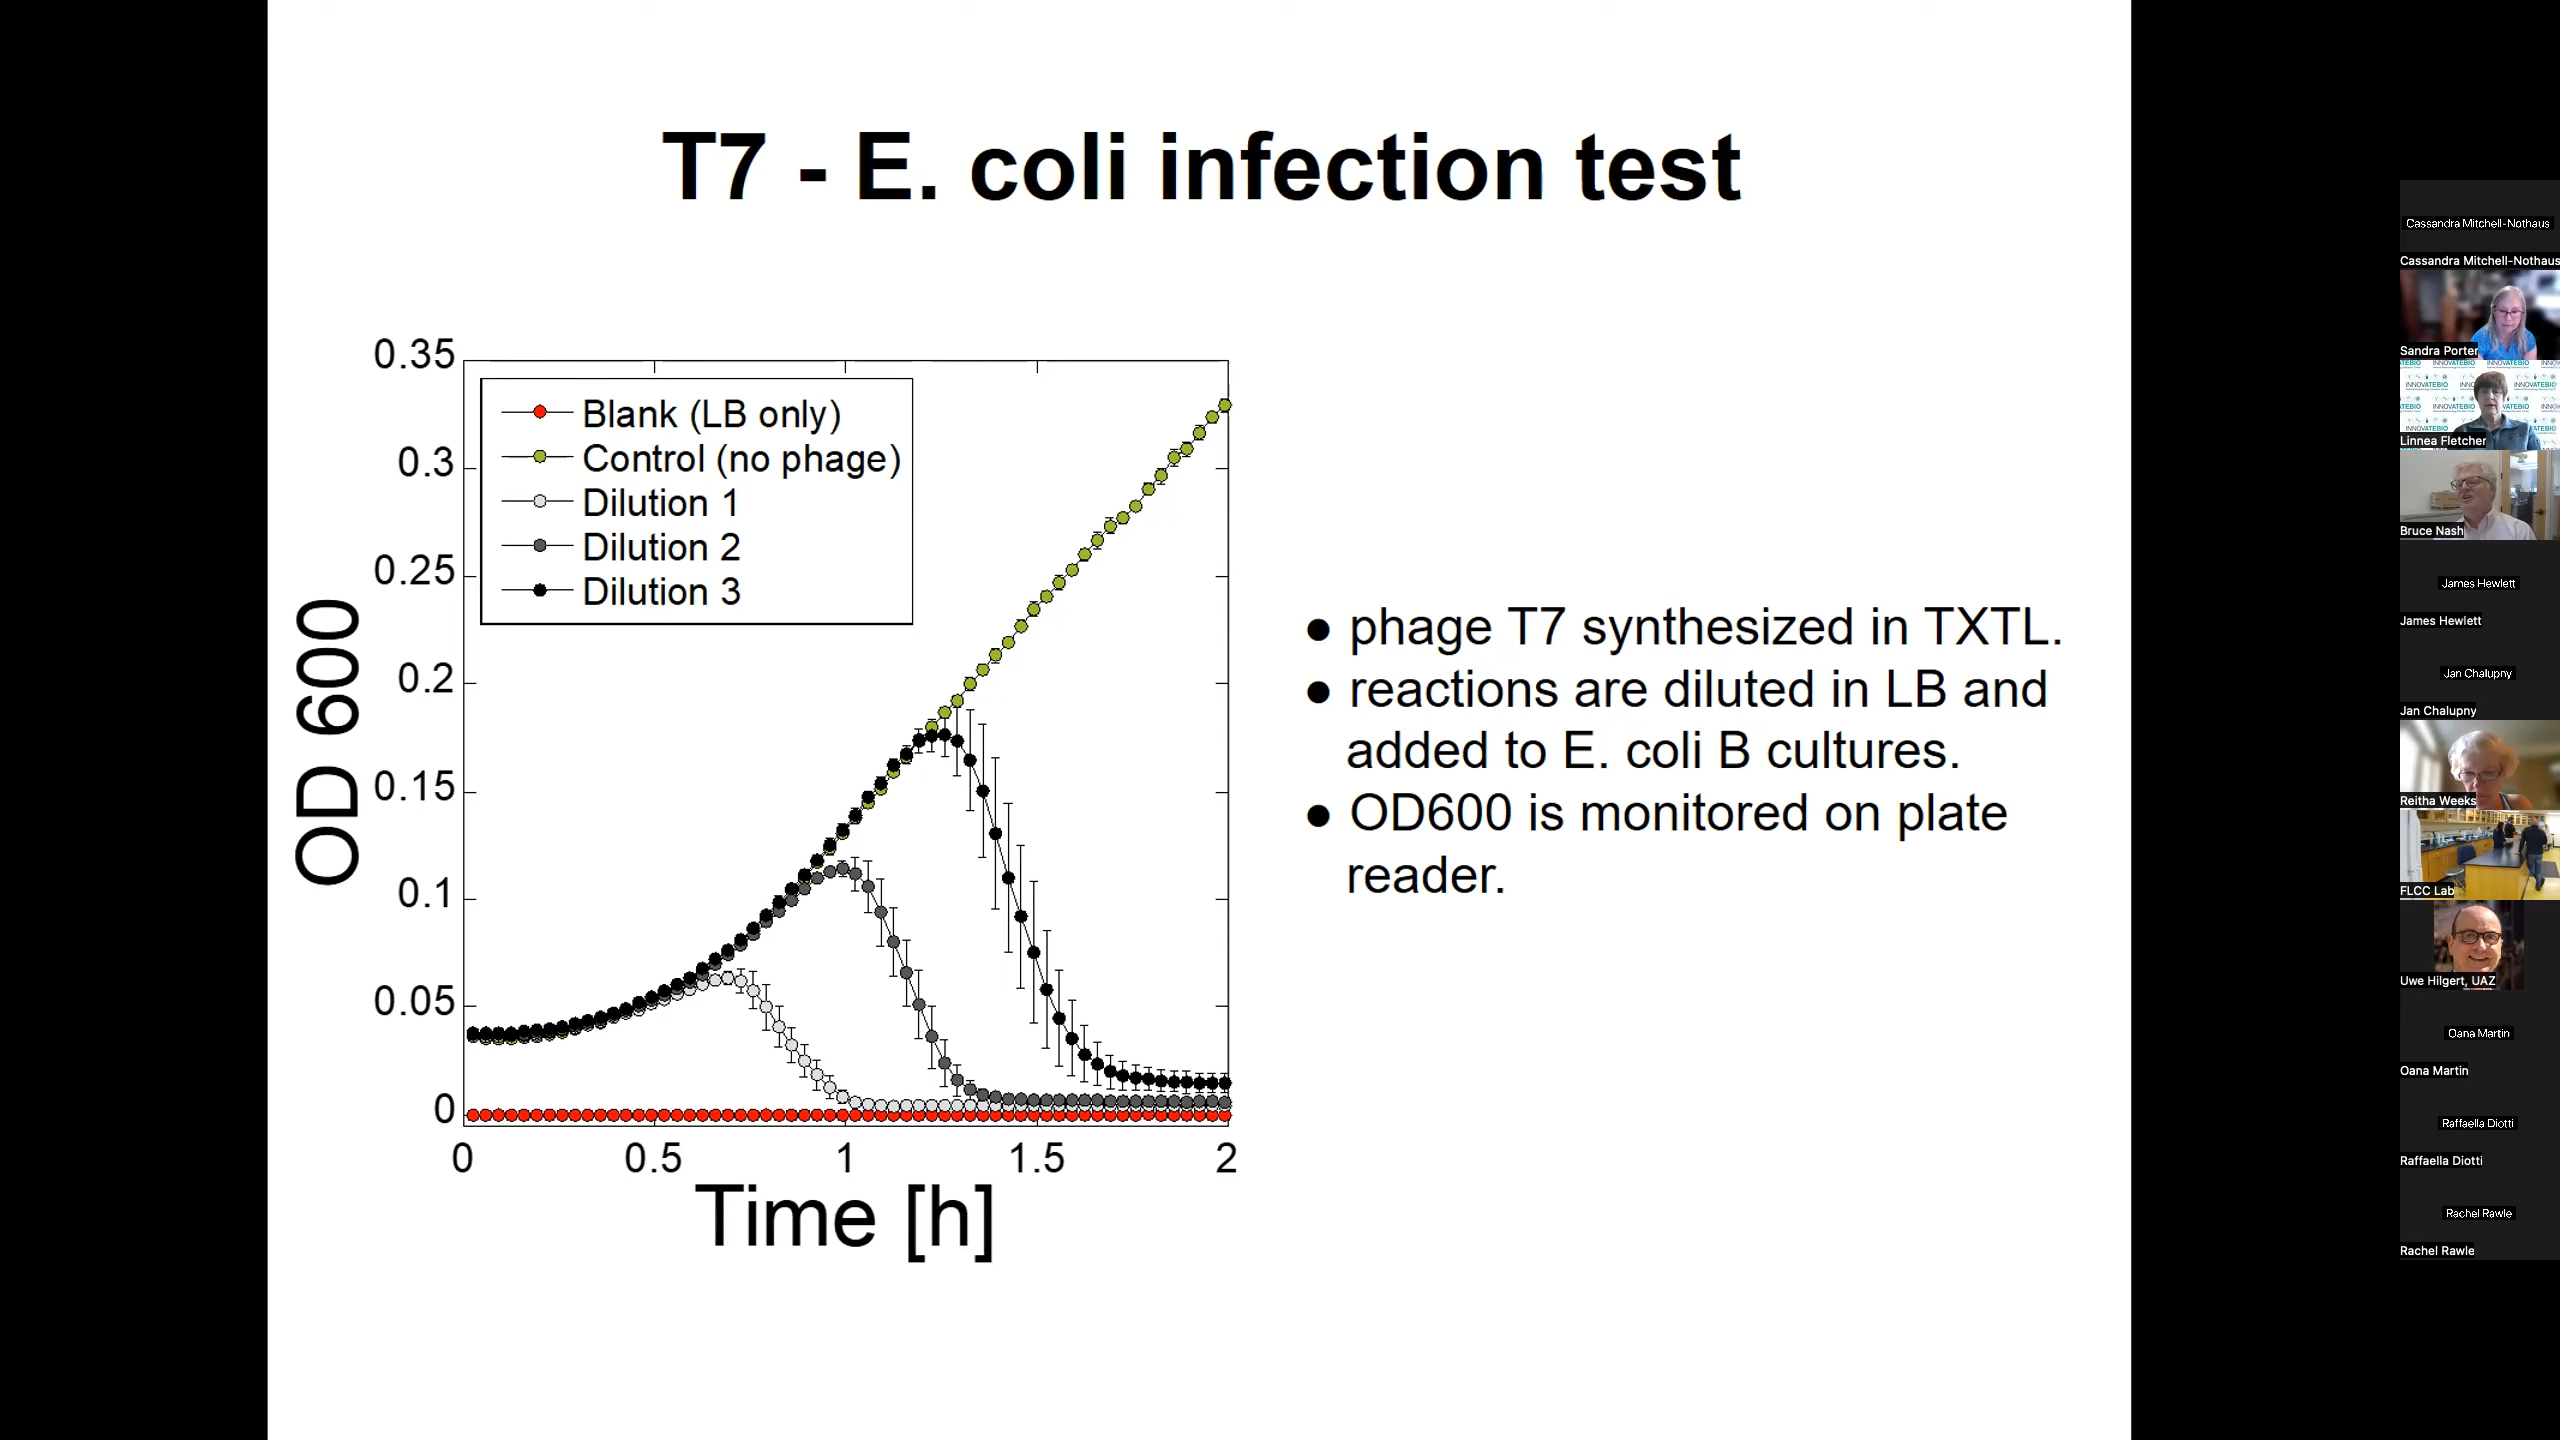 T7 - E. coli infection test
0.35
0.3
0.25
0.2
0.15
0.1
0.05
0
OD 600
Blank (LB only)
Control (no phage)
Dilution 1
Dilution 2
Dilution 3
0 0.5 1 1.5 2
Time [h]
● phage T7 synthesized in TXTL.
● reactions are diluted in LB and
added to E. coli B cultures.
● OD600 is monitored on plate
reader.
Cassandra Mitchell-Nothaus
Cassandra Mitchell-Nothaus
Sandra Porter
INNOVATEBIO
INNOVATEBIO
Linnea Fletcher
Bruce Nash
James Hewlett
James Hewlett
Jan Chalupny
Jan Chalupny
Reitha Weeks
FLCC Lab
Uwe Hilgert, UAZ
Oana Martin
Oana Martin
Raffaella Diotti
Raffaella Diotti
Rachel Rawle
Rachel Rawle